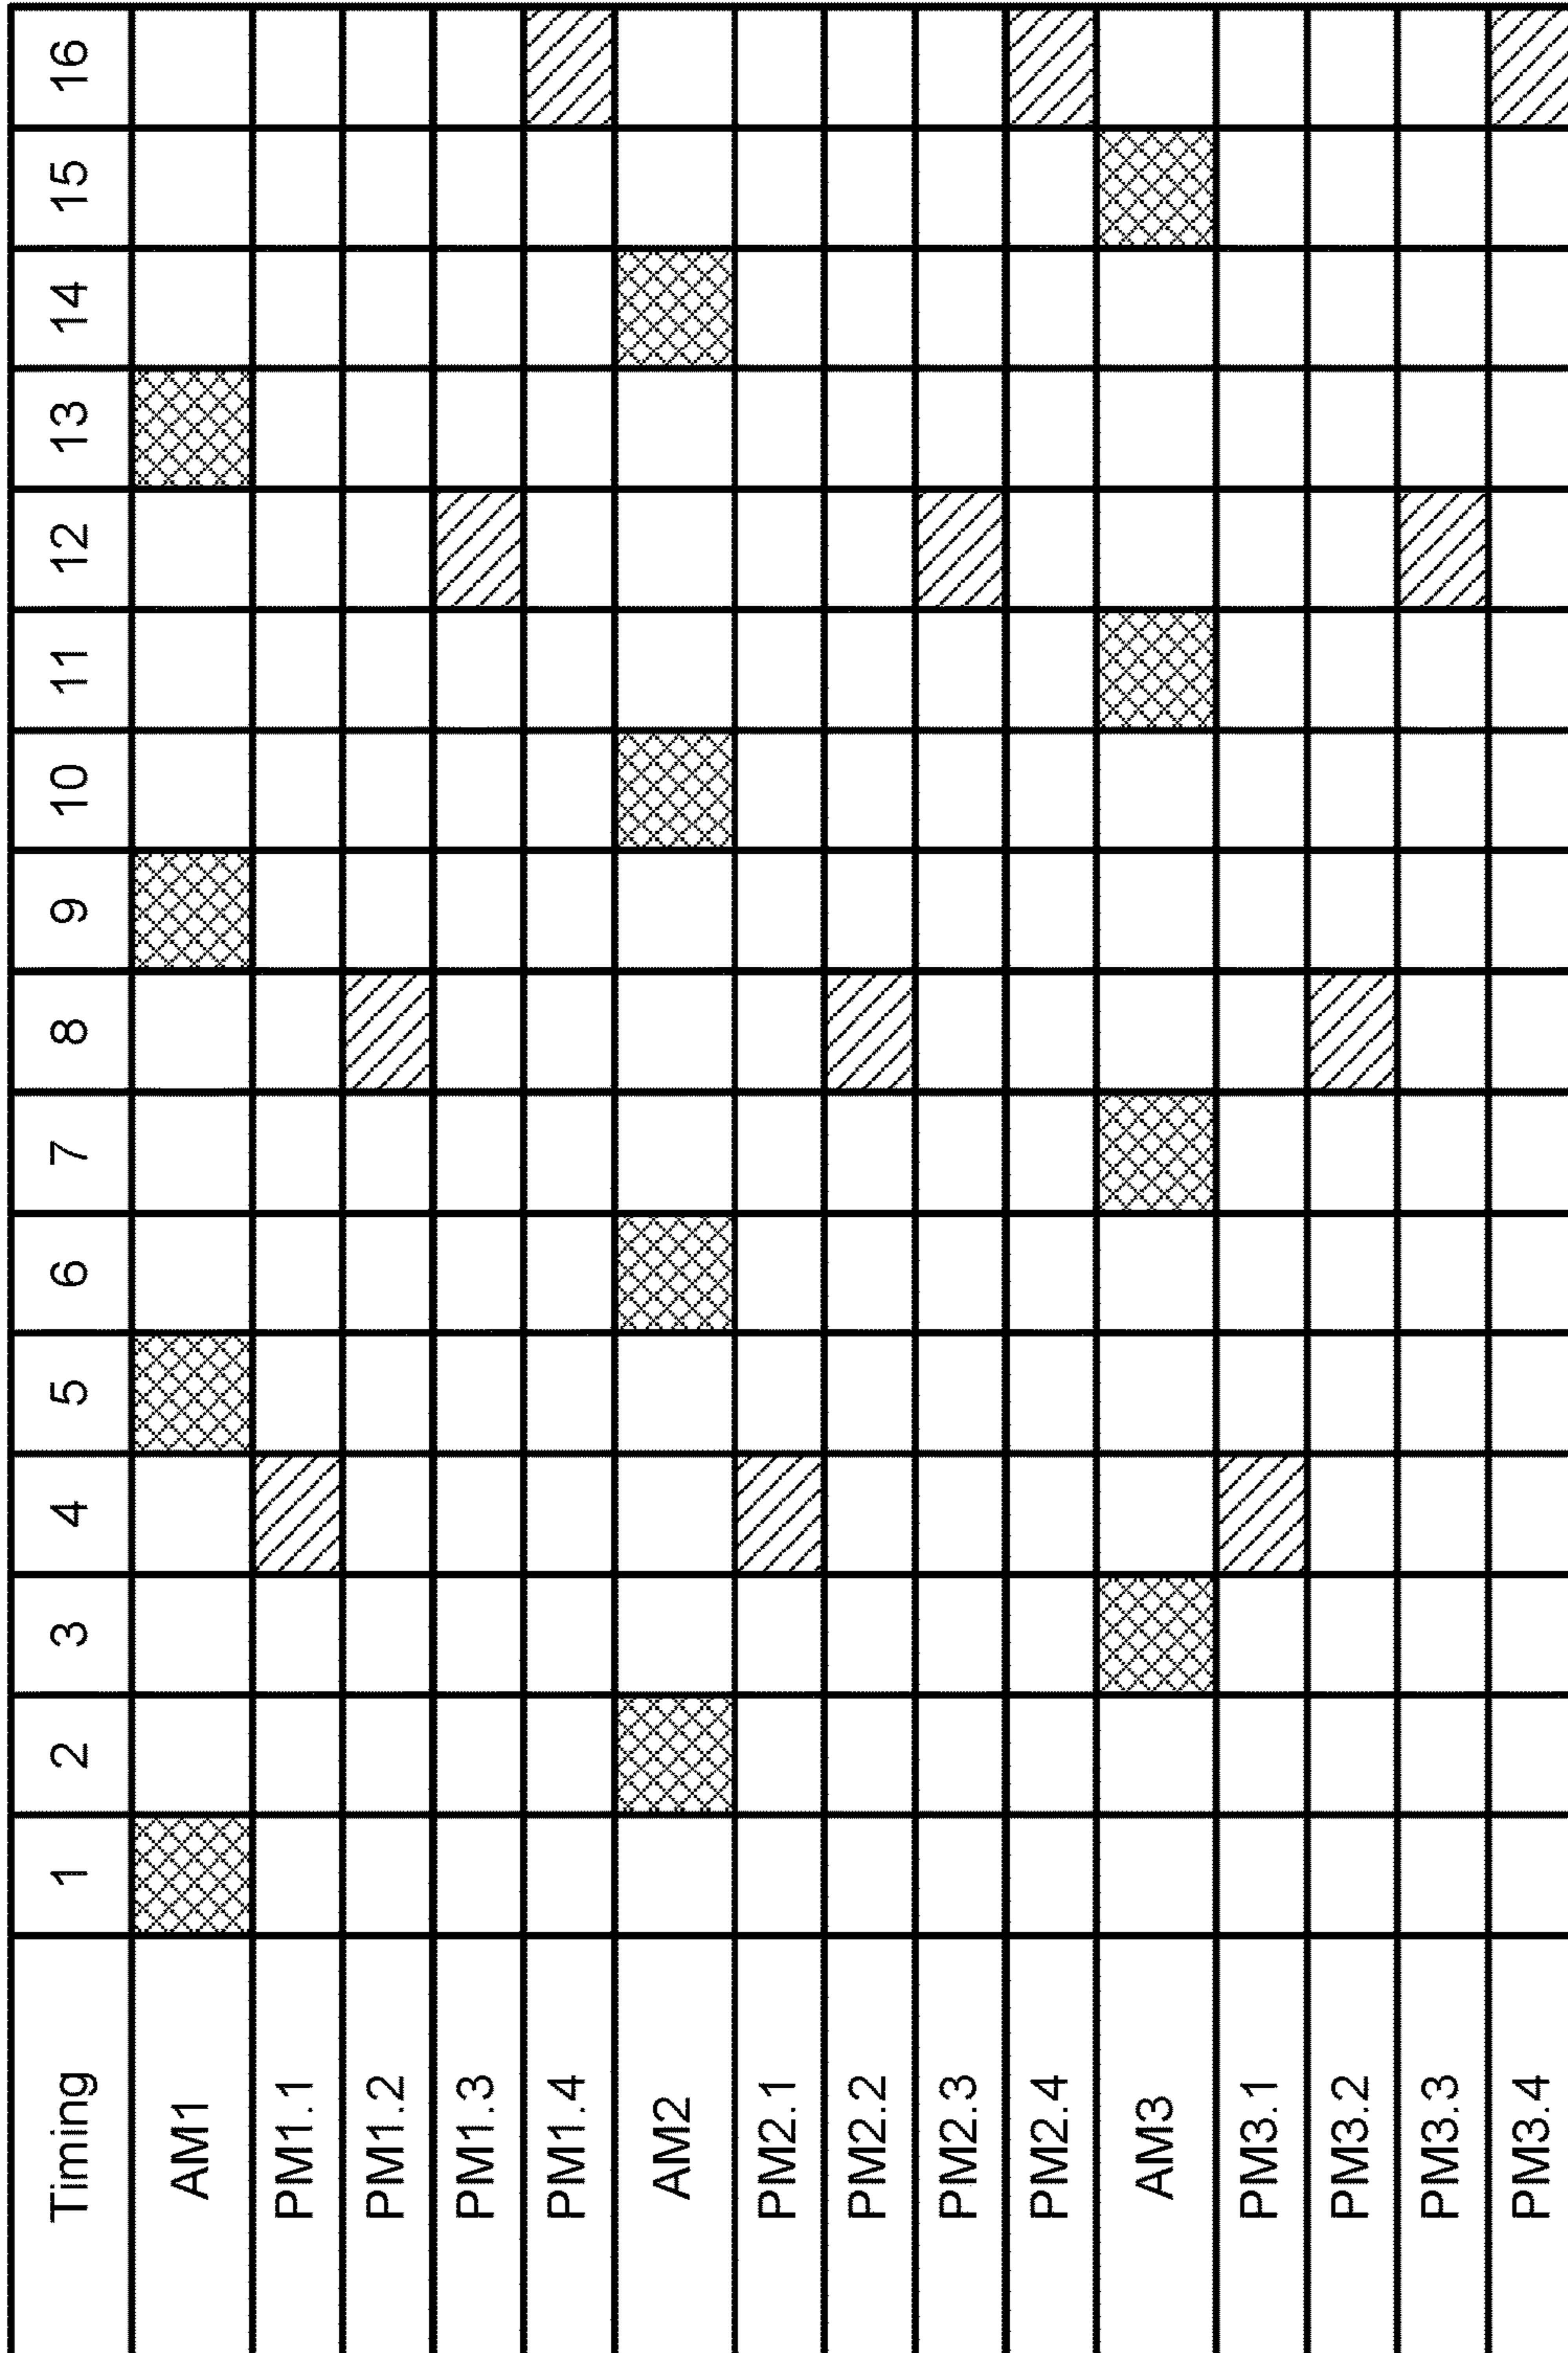 Timing 1 2 3 4 5 6 7 8 9 10 11 12 13 14 15 16
AM1
PM1.1
PM1.2
PM1.3
PM1.4
AM2
PM2.1
PM2.2
PM2.3
PM2.4
AM3
PM3.1
PM3.2
PM3.3
PM3.4